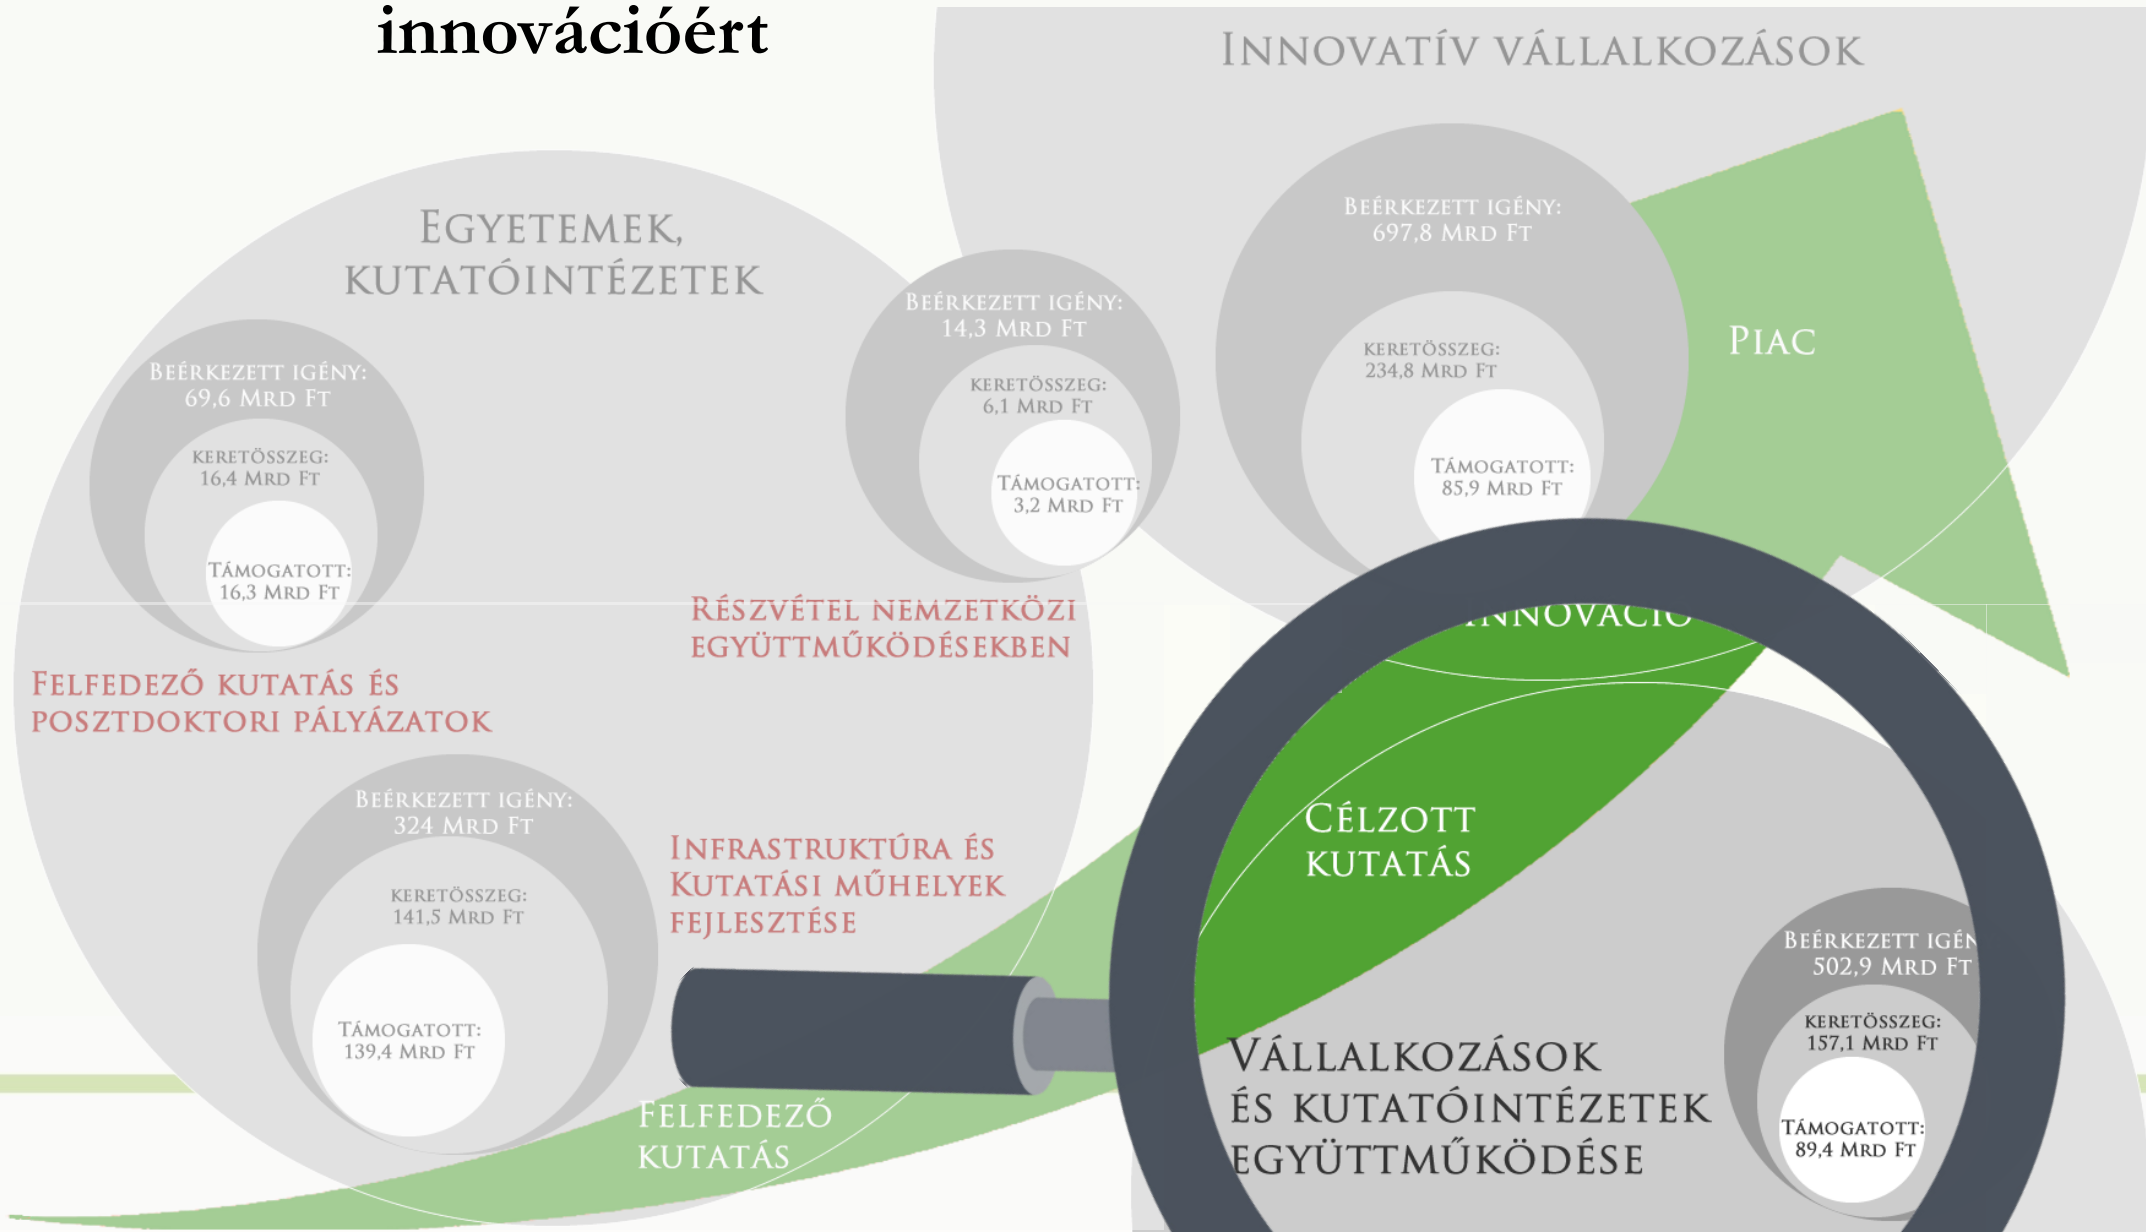 innovációért
Innovatív vállalkozások
Egyetemek,
kutatóintézetek
Beérkezett igény:
697,8 Mrd Ft
keretösszeg:
234,8 Mrd Ft
Támogatott:
85,9 Mrd Ft
Piac
Beérkezett igény:
14,3 Mrd Ft
keretösszeg:
6,1 Mrd Ft
Támogatott:
3,2 Mrd Ft
Beérkezett igény:
69,6 Mrd Ft
keretösszeg:
16,4 Mrd Ft
Támogatott:
16,3 Mrd Ft
Részvétel nemzetközi
együttműködésekben
Innováció
Felfedező kutatás és
posztdoktori pályázatok
Beérkezett igény:
324 Mrd Ft
keretösszeg:
141,5 Mrd Ft
Támogatott:
139,4 Mrd Ft
Infrastruktúra és
Kutatási műhelyek
fejlesztése
Célzott
kutatás
Felfedező
kutatás
Vállalkozások
és kutatóintézetek
együttműködése
Beérkezett igén
502,9 Mrd Ft
keretösszeg:
157,1 Mrd Ft
Támogatott:
89,4 Mrd Ft